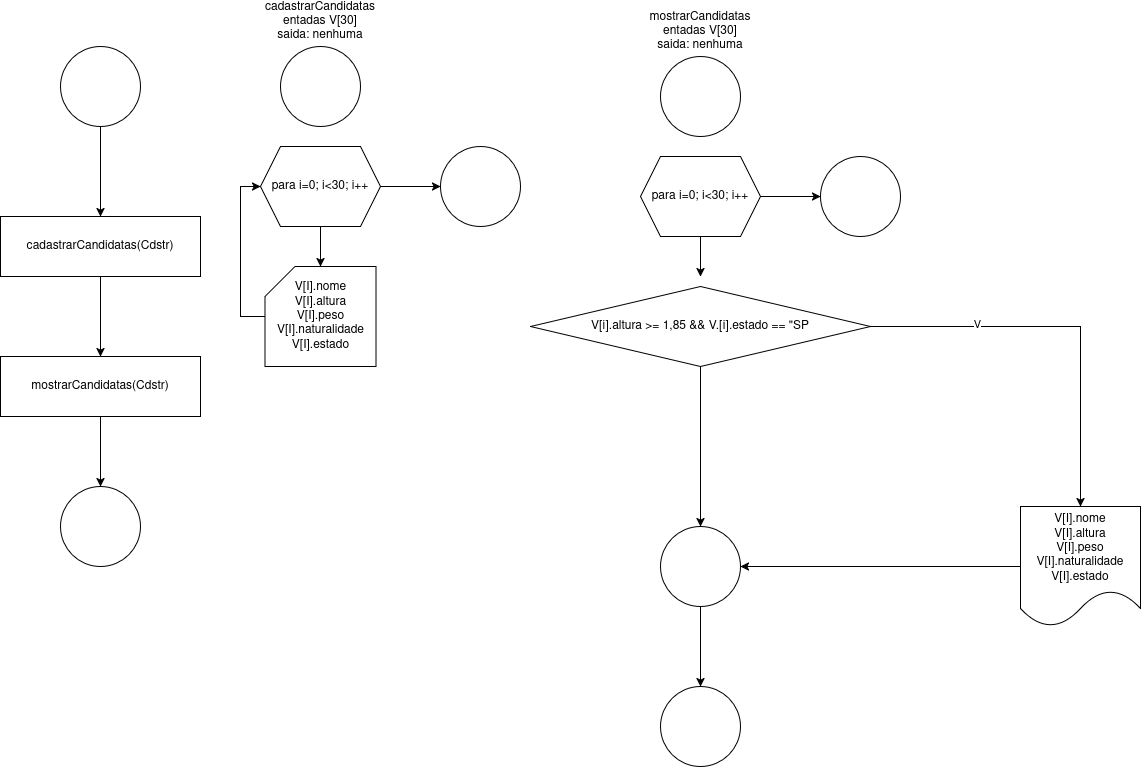 cadastrarCandidatas
entadas V[30]
saida: nenhuma
mostrarCandidatas
entadas V[30]
saida: nenhuma
para i=0; i<30; i++
para i=0; i<30; i++
cadastrarCandidatas(Cdstr)
V[I].nome
V[I].altura
V[I].peso
V[I].naturalidade
V[I].estado
V[i].altura >= 1,85 && V.[i].estado == "SP
V
mostrarCandidatas(Cdstr)
V[I].nome
V[I].altura
V[I].peso
V[I].naturalidade
V[I].estado